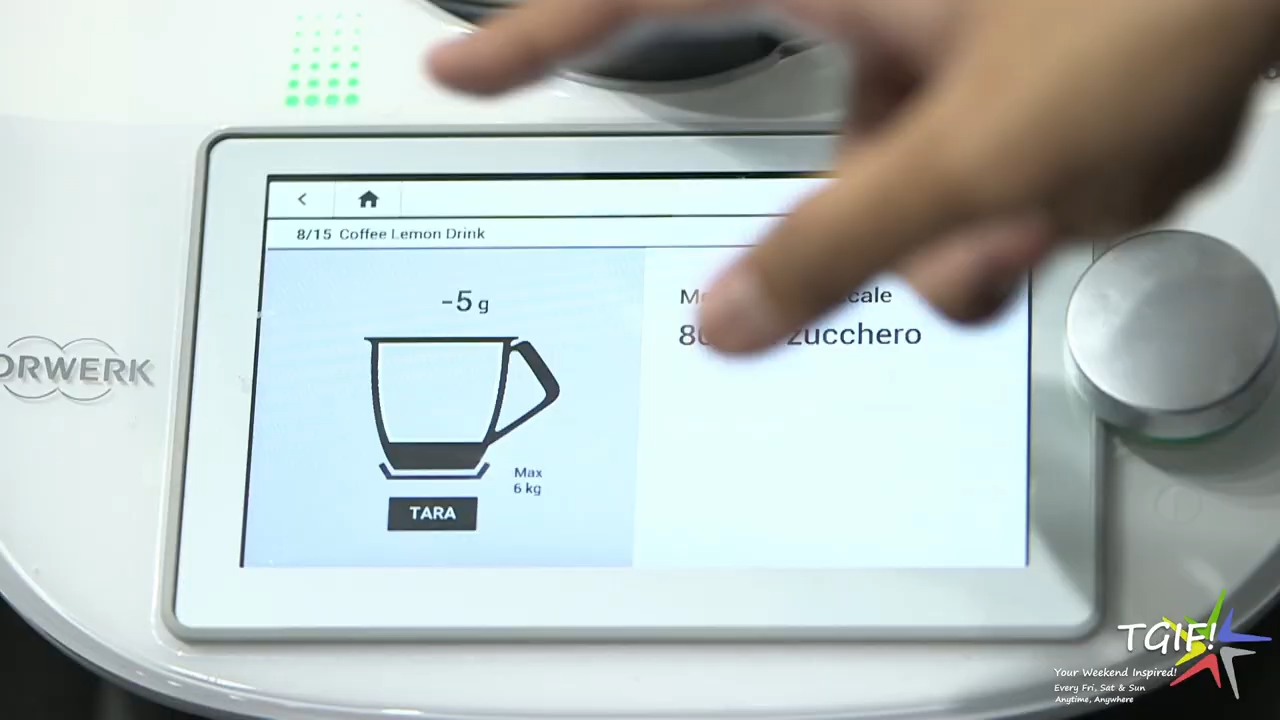 8/15 Coffee Lemon Drink
-5 g
cale
zucchero
Max
6 kg
TARA
ORWERK
TGIF!
Your Weekend Inspired!
Every Fri, Sat & Sun
Anytime, Anywhere